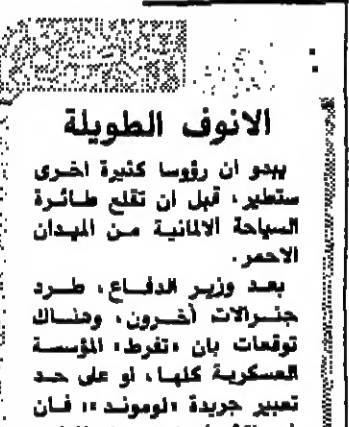 الانوف الطويلة
يبدو ان رؤوسا كثيرة اخرى
ستطير، قبل ان تقلع طائرة
السياحة الالمانية من الميدان
الاحمر.
بعد وزير الدفاع، طرد
جنرالات آخرون، وهناك
توقعات بان «تفرط» المؤسسة
العسكرية كلها، او على حد
تعبير جريدة «لوموند»: فان